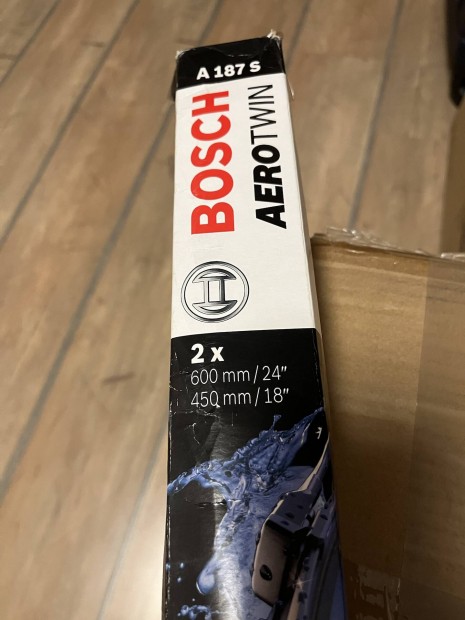 A 187 S
BOSCH
AEROTWIN
2 x
600 mm / 24"
450 mm / 18"